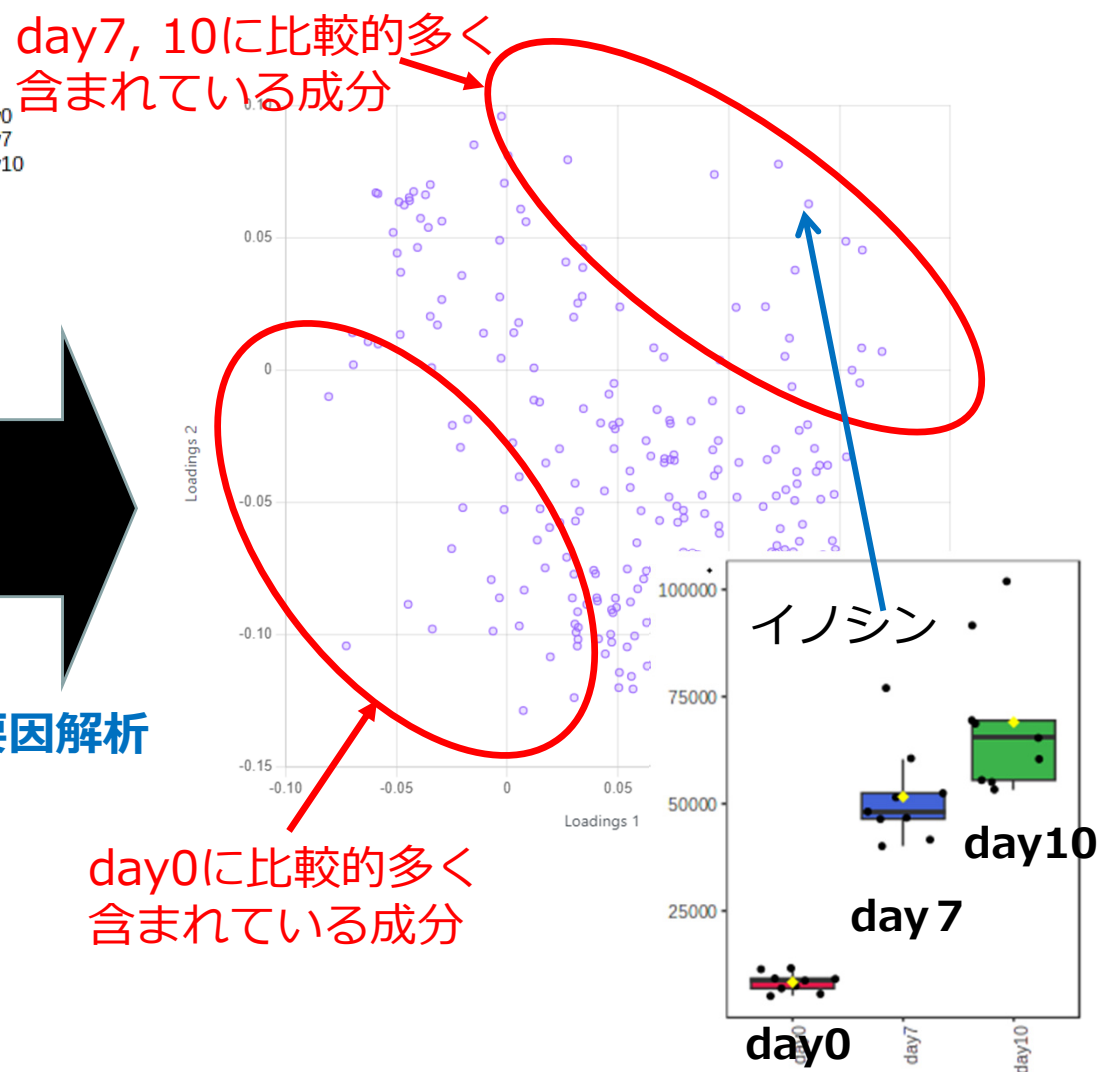 day7, 10に比較的多く
含まれている成分
10
0.05
0
-0.05
-0.10
-0.15
-0.10
-0.05
0
0.05
Loadings 2
Loadings 1
要因解析
day0に比較的多く
含まれている成分
イノシン
100000
75000
50000
25000
day10
day７
day0
day7
day10